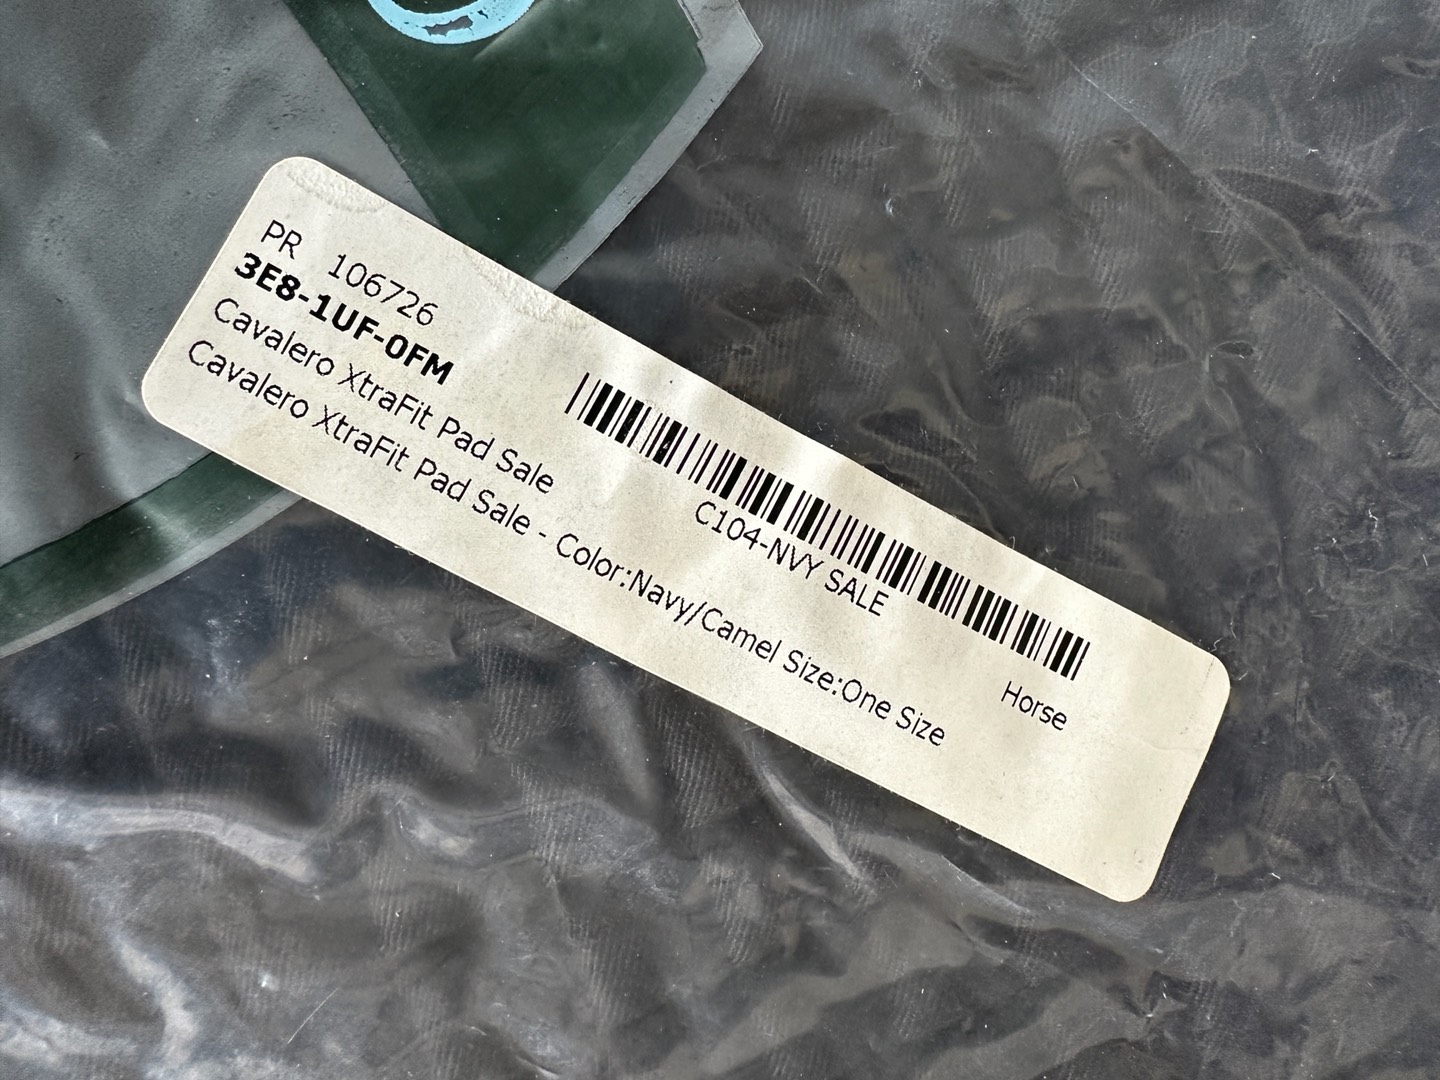 PR 106726
3E8-1UF-0FM
Cavalero XtraFit Pad Sale
Cavalero XtraFit Pad Sale - Color:Navy/Camel Size:One Size
C104-NVY SALE
Horse